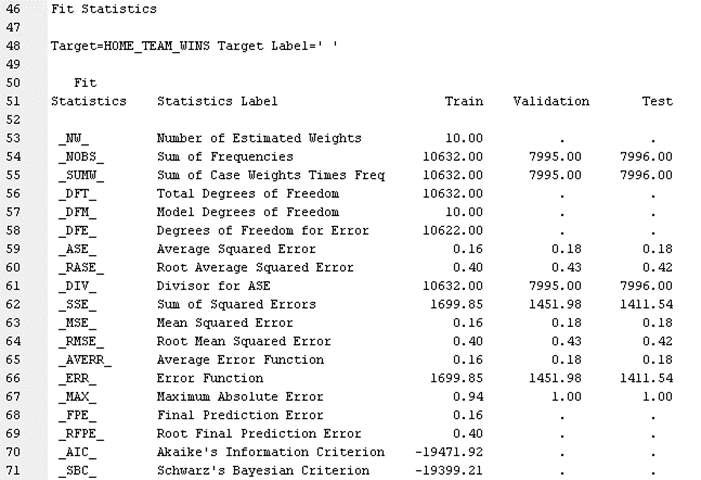 46 Fit Statistics
47
48 Target=HOME_TEAM_WINS Target Label=' '
49
50 Fit
51 Statistics Statistics Label Train Validation Test
52
53 _NW_ Number of Estimated Weights 10.00 . .
54 _NOBS_ Sum of Frequencies 10632.00 7995.00 7996.00
55 _SUMW_ Sum of Case Weights Times Freq 10632.00 7995.00 7996.00
56 _DFT_ Total Degrees of Freedom 10632.00 . .
57 _DFM_ Model Degrees of Freedom 10.00 . .
58 _DFE_ Degrees of Freedom for Error 10622.00 . .
59 _ASE_ Average Squared Error 0.16 0.18 0.18
60 _RASE_ Root Average Squared Error 0.40 0.43 0.42
61 _DIV_ Divisor for ASE 10632.00 7995.00 7996.00
62 _SSE_ Sum of Squared Errors 1699.85 1451.98 1411.54
63 _MSE_ Mean Squared Error 0.16 0.18 0.18
64 _RMSE_ Root Mean Squared Error 0.40 0.43 0.42
65 _AVERR_ Average Error Function 0.16 0.18 0.18
66 _ERR_ Error Function 1699.85 1451.98 1411.54
67 _MAX_ Maximum Absolute Error 0.94 1.00 1.00
68 _FPE_ Final Prediction Error 0.16 . .
69 _RFPE_ Root Final Prediction Error 0.40 . .
70 _AIC_ Akaike's Information Criterion -19471.92 . .
71 _SBC_ Schwarz's Bayesian Criterion -19399.21 . .